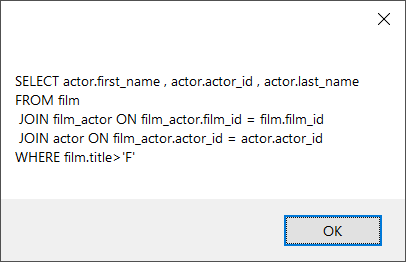 SELECT actor.first_name , actor.actor_id , actor.last_name
FROM film
 JOIN film_actor ON film_actor.film_id = film.film_id
 JOIN actor ON film_actor.actor_id = actor.actor_id
WHERE film.title>'F'
OK